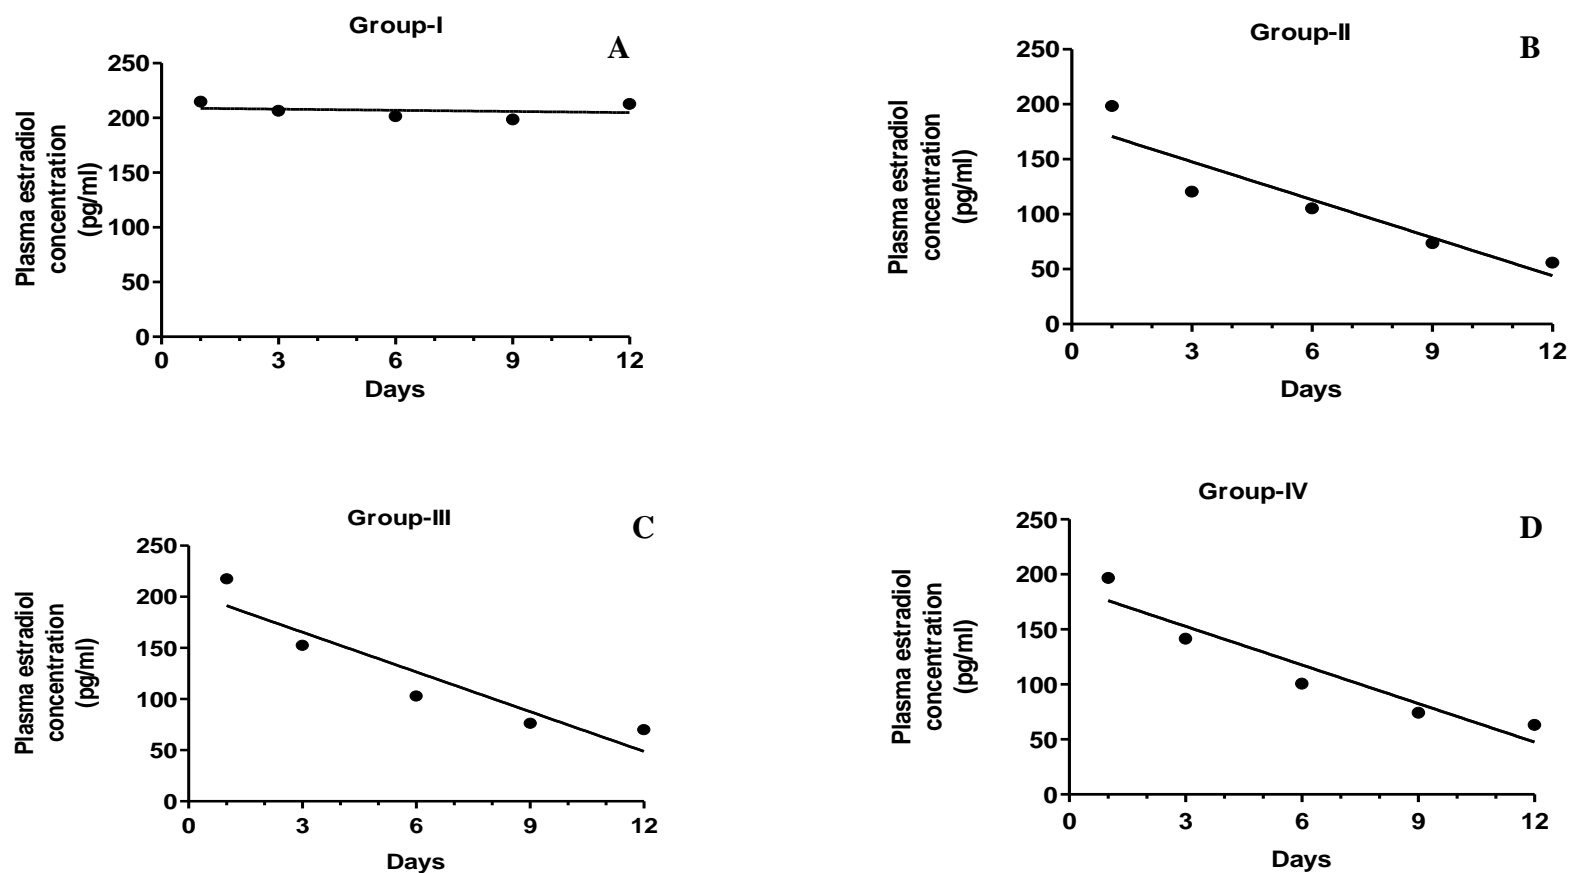 Group-I
A
250
200
150
100
50
0
Plasma estradiol
concentration
(pg/ml)
0 3 6 9 12
Days
Group-II
B
250
200
150
100
50
0
Plasma estradiol
concentration
(pg/ml)
0 3 6 9 12
Days
Group-III
C
250
200
150
100
50
0
Plasma estradiol
concentration
(pg/ml)
0 3 6 9 12
Days
Group-IV
D
250
200
150
100
50
0
Plasma estradiol
concentration
(pg/ml)
0 3 6 9 12
Days